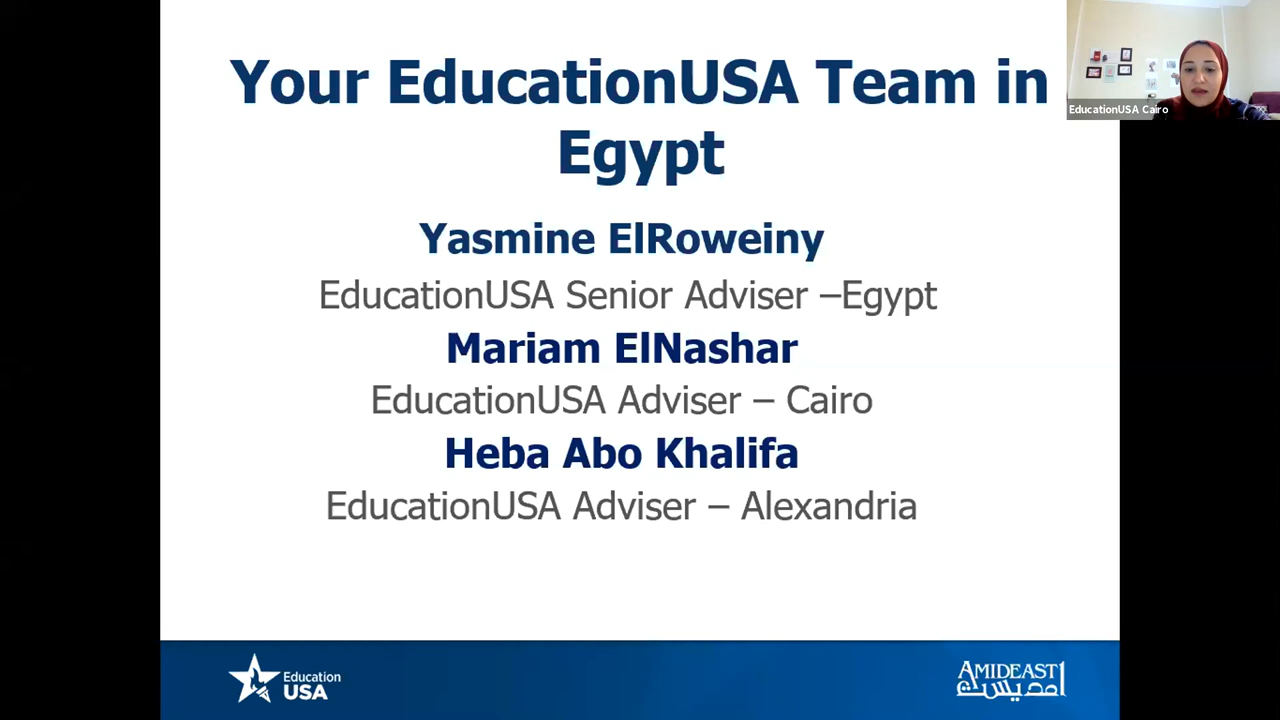 Your EducationUSA Team in
Egypt
EducationUSA Cairo
Yasmine ElRoweiny
EducationUSA Senior Adviser –Egypt
Mariam ElNashar
EducationUSA Adviser – Cairo
Heba Abo Khalifa
EducationUSA Adviser – Alexandria
Education
USA
AMIDEAST
امديست